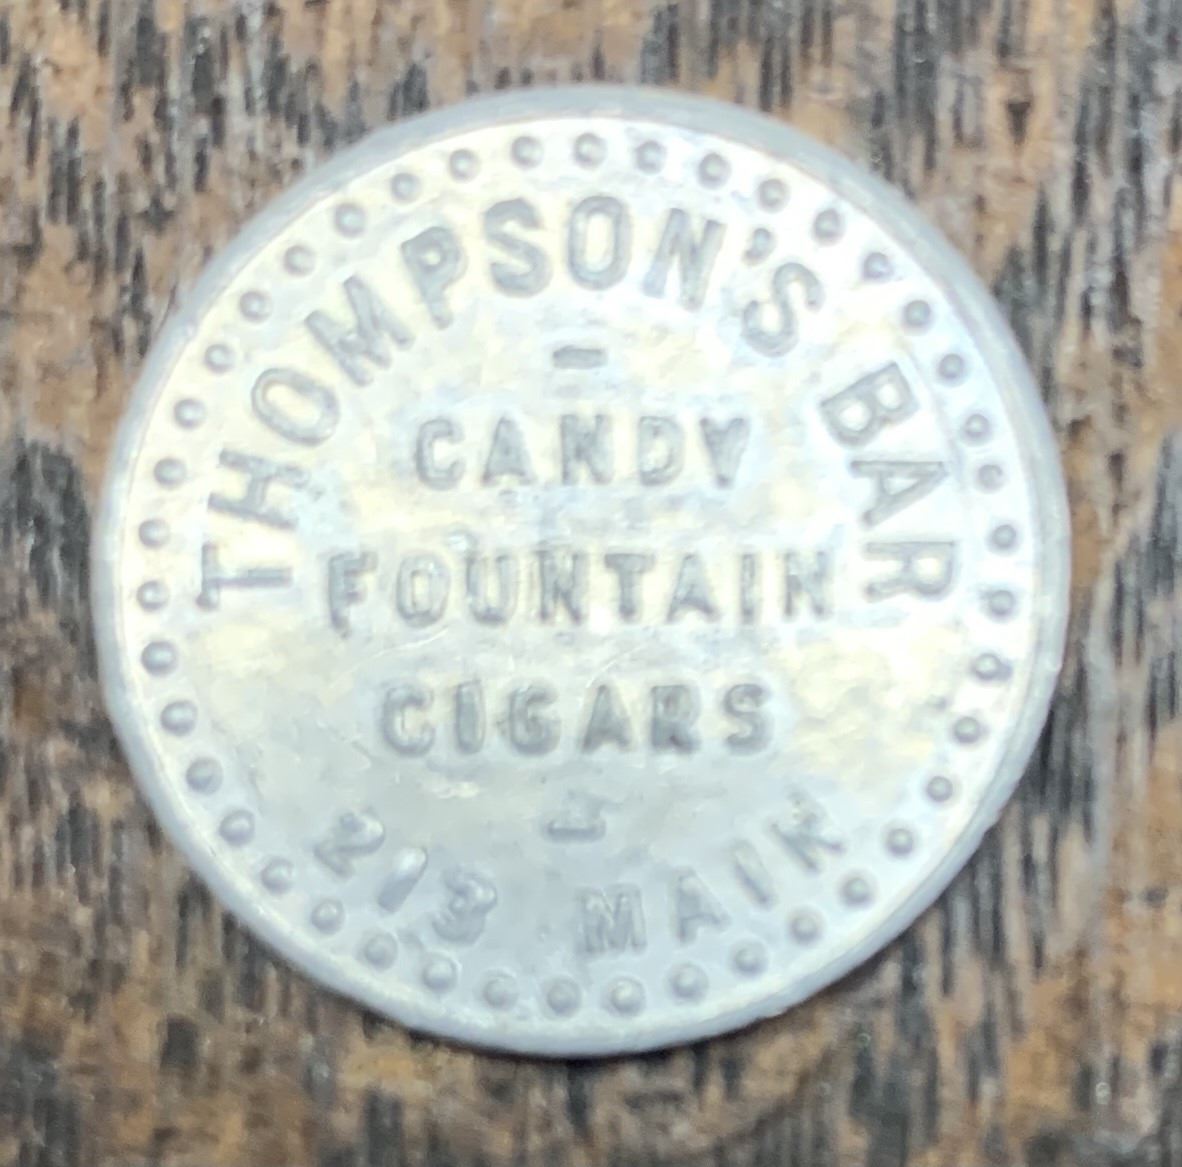 THOMPSON'S BAR
-
CANDY
FOUNTAIN
CIGARS
-
213 MAIN